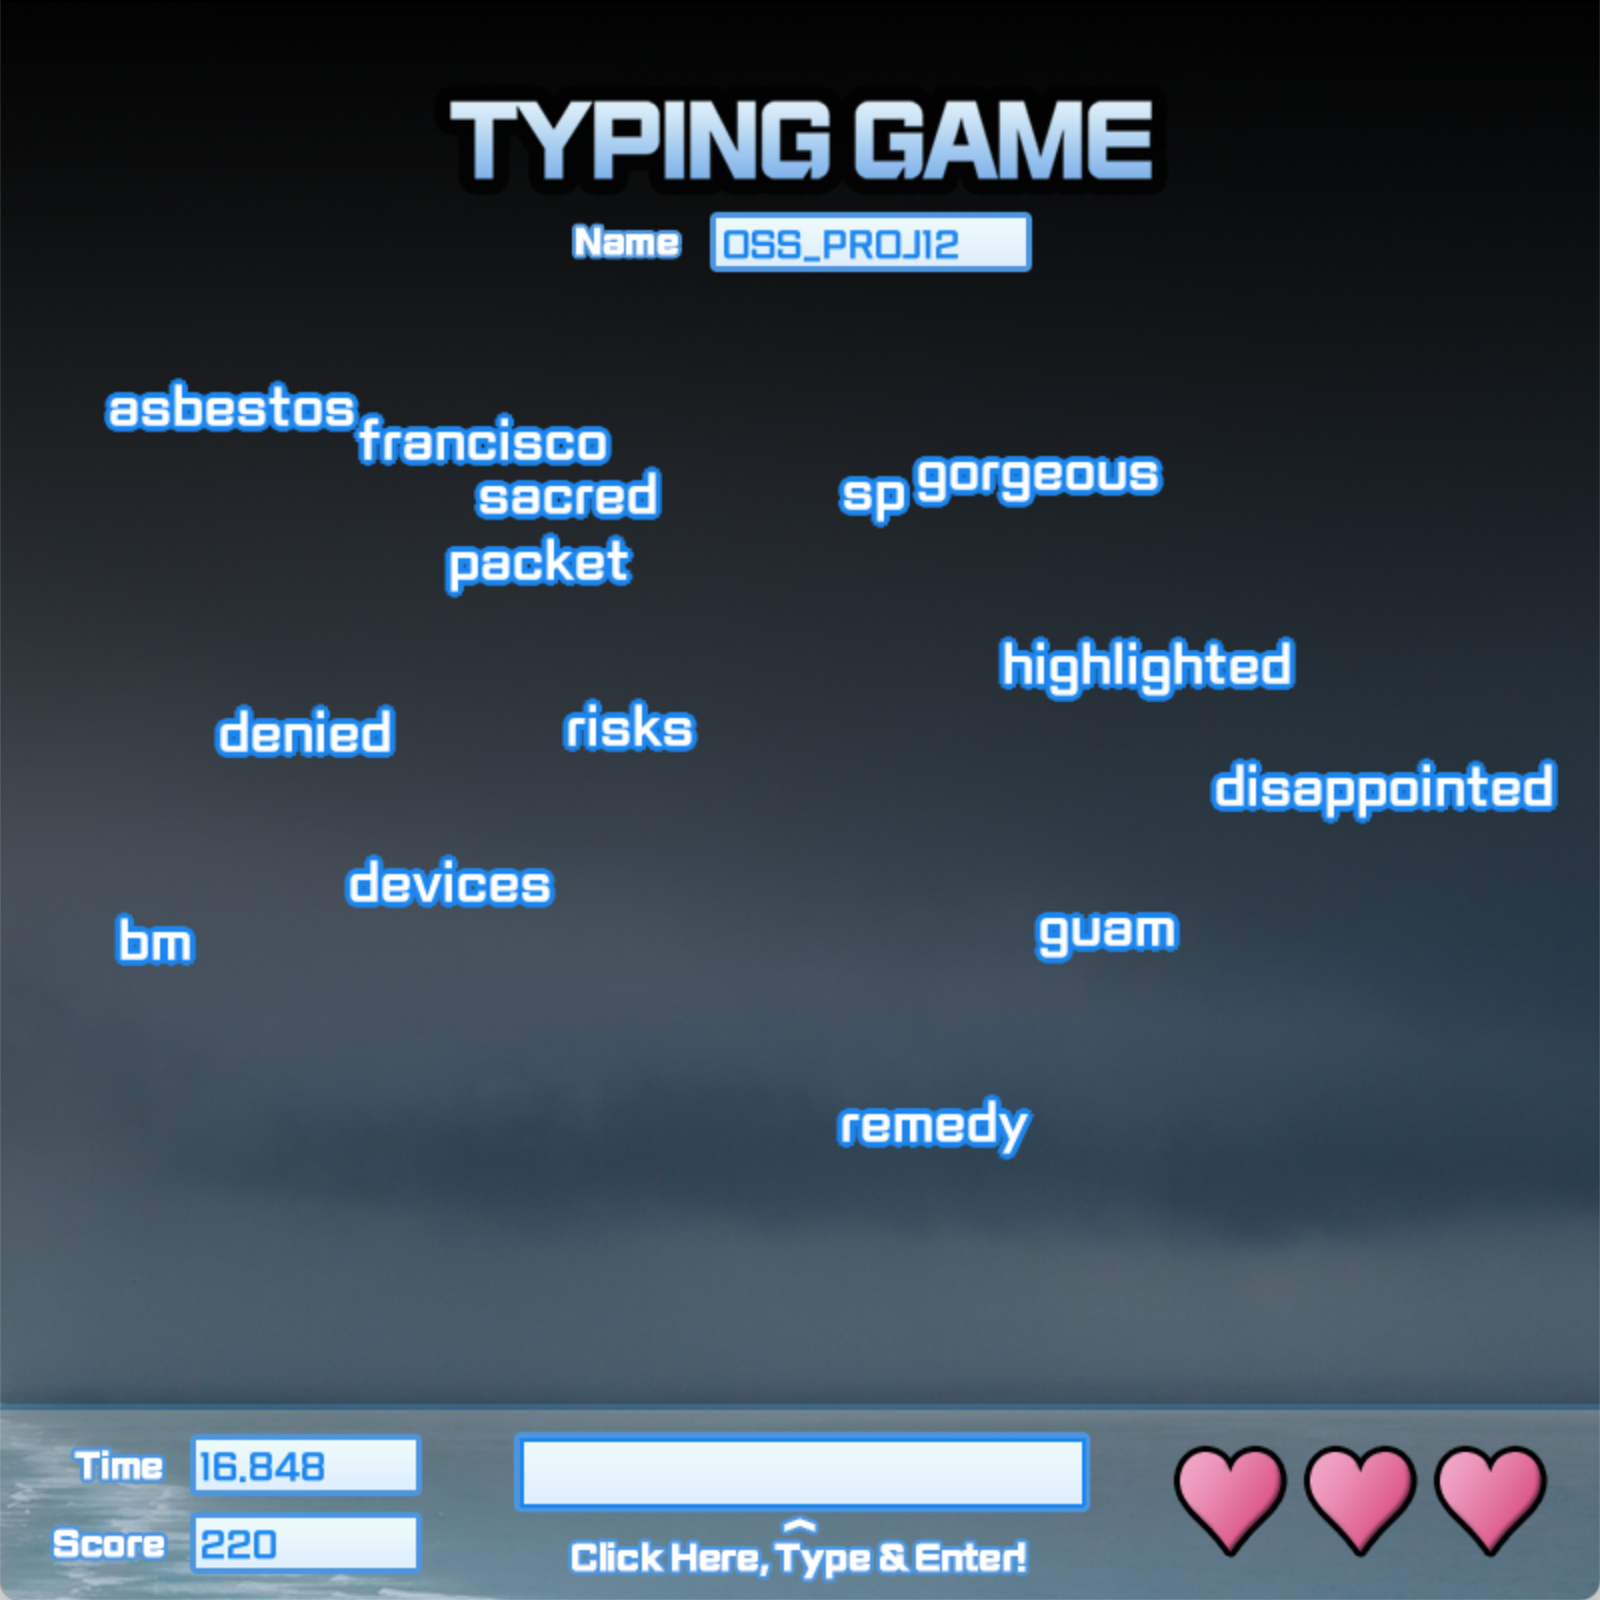 TYPING GAME
Name OSS_PROJ12
asbestos
francisco
sp gorgeous
sacred
packet
highlighted
denied risks
disappointed
devices
bm guam
remedy
Time 16.848
Score 220
Click Here, Type & Enter!